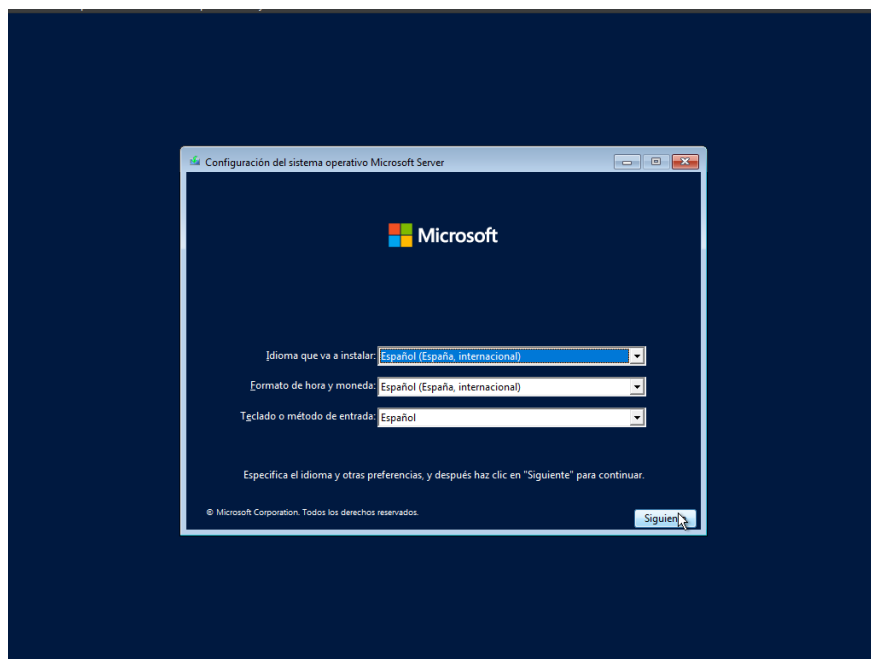 Configuración del sistema operativo Microsoft Server
Microsoft
Idioma que va a instalar: Español (España, internacional)
Formato de hora y moneda: Español (España, internacional)
Teclado o método de entrada: Español
Especifica el idioma y otras preferencias, y después haz clic en "Siguiente" para continuar.
© Microsoft Corporation. Todos los derechos reservados.
Siguiente